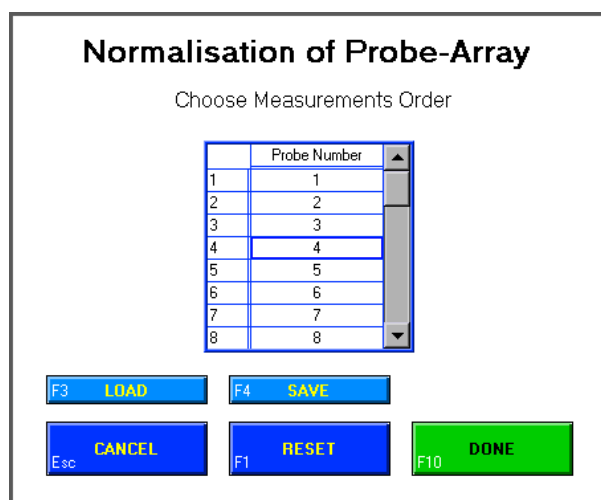 Normalisation of Probe-Array
Choose Measurements Order
Probe Number
1 1
2 2
3 3
4 4
5 5
6 6
7 7
8 8
F3 LOAD F4 SAVE
Esc CANCEL F1 RESET F10 DONE